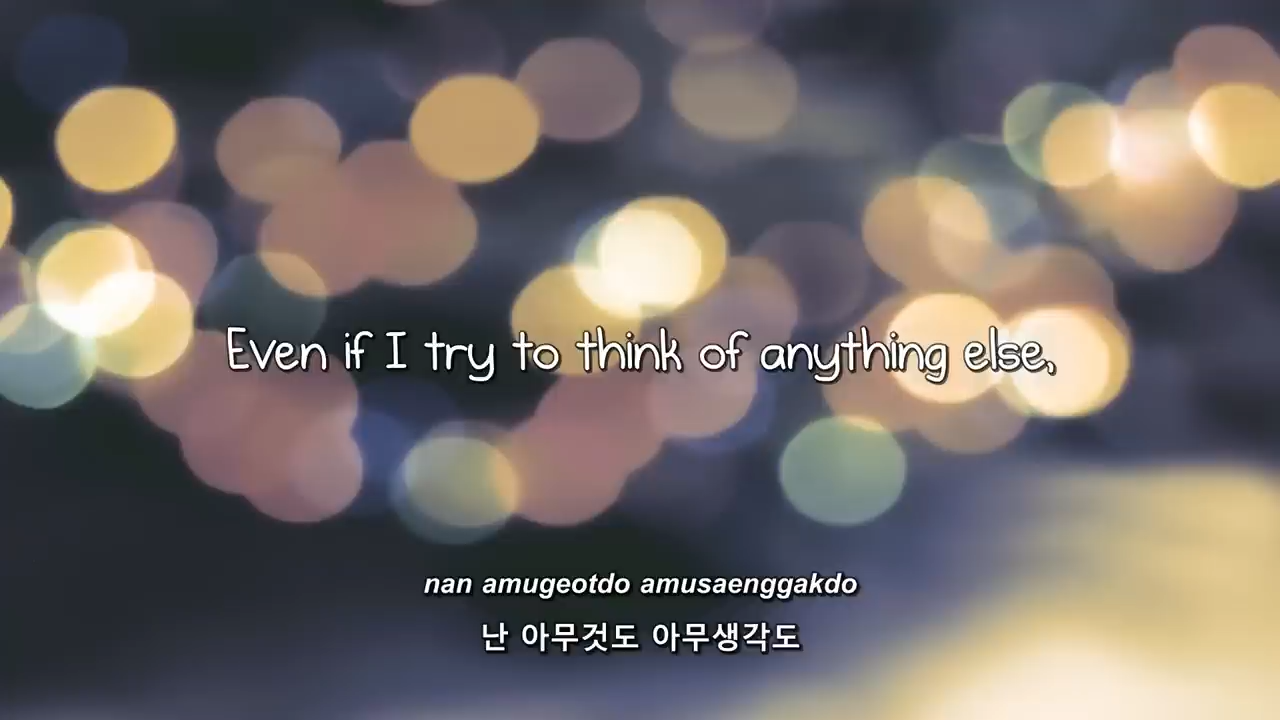 Even if I try to think of anything else,
nan amugeotdo amusaenggakdo
난 아무것도 아무생각도